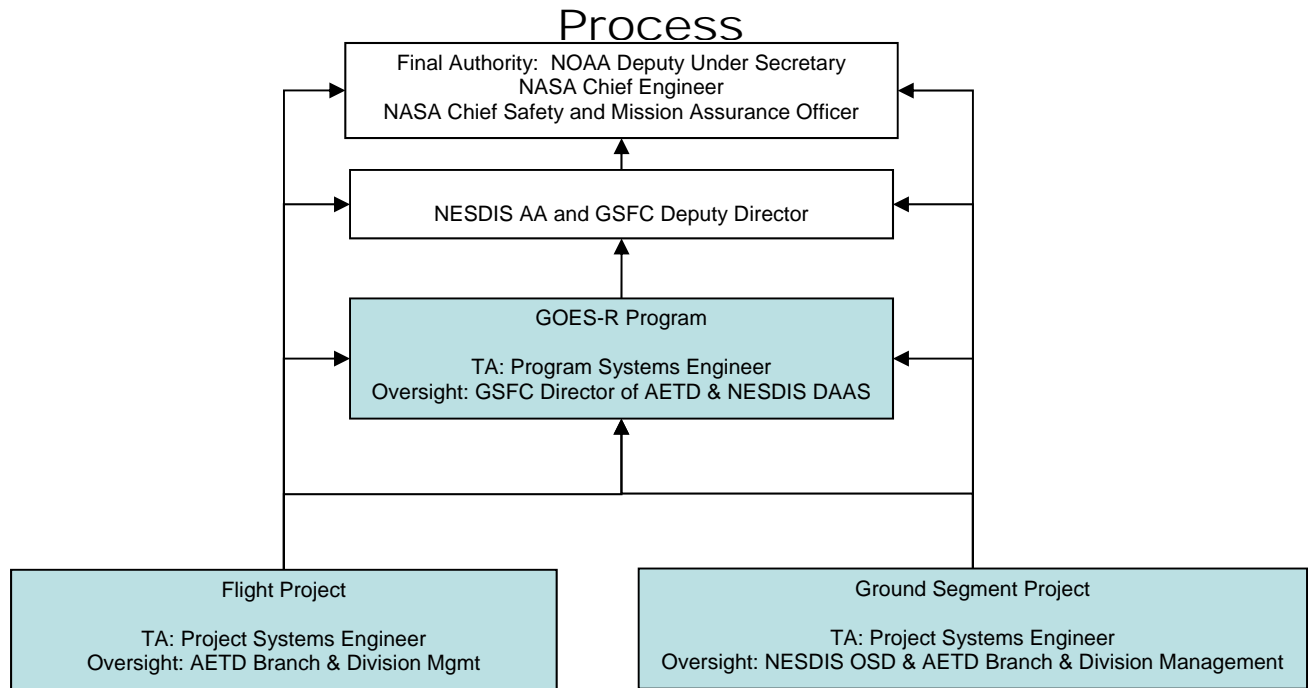 Process
Final Authority: NOAA Deputy Under Secretary
NASA Chief Engineer
NASA Chief Safety and Mission Assurance Officer
NESDIS AA and GSFC Deputy Director
GOES-R Program
TA: Program Systems Engineer
Oversight: GSFC Director of AETD & NESDIS DAAS
Flight Project
TA: Project Systems Engineer
Oversight: AETD Branch & Division Mgmt
Ground Segment Project
TA: Project Systems Engineer
Oversight: NESDIS OSD & AETD Branch & Division Management